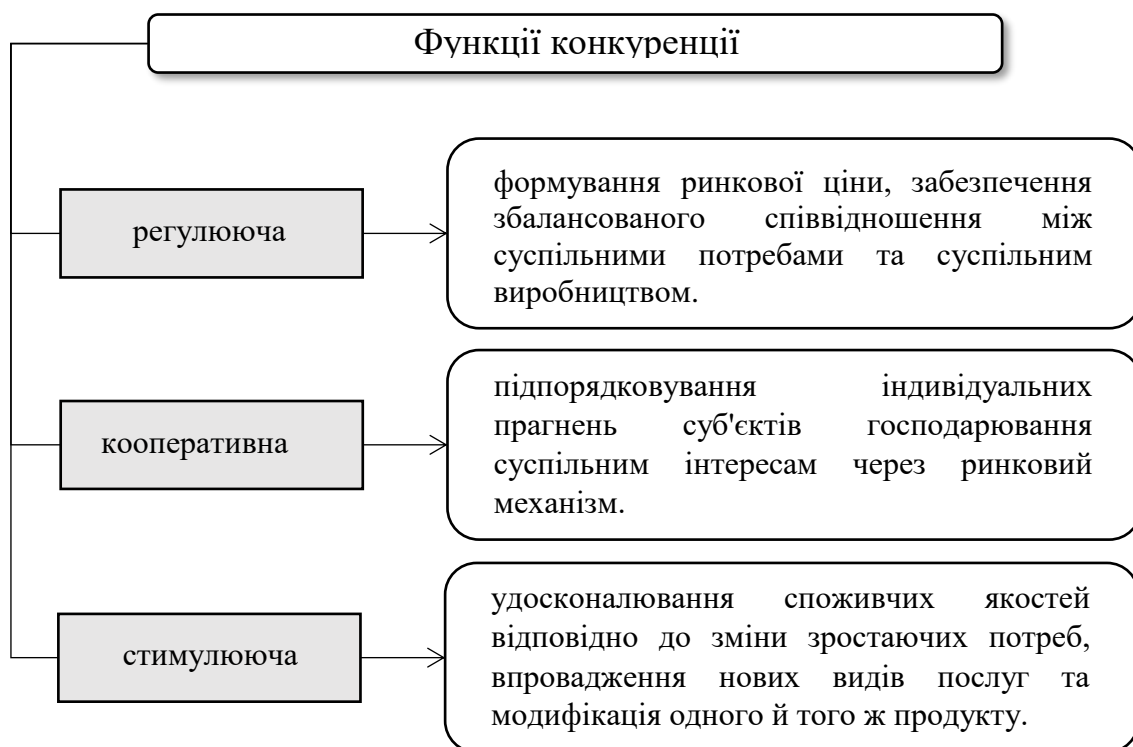 Функції конкуренції
регулююча
формування ринкової ціни, забезпечення
збалансованого співвідношення між
суспільними потребами та суспільним
виробництвом.
кооперативна
підпорядковування індивідуальних
прагнень суб'єктів господарювання
суспільним інтересам через ринковий
механізм.
стимулююча
удосконалювання споживчих якостей
відповідно до зміни зростаючих потреб,
впровадження нових видів послуг та
модифікація одного й того ж продукту.